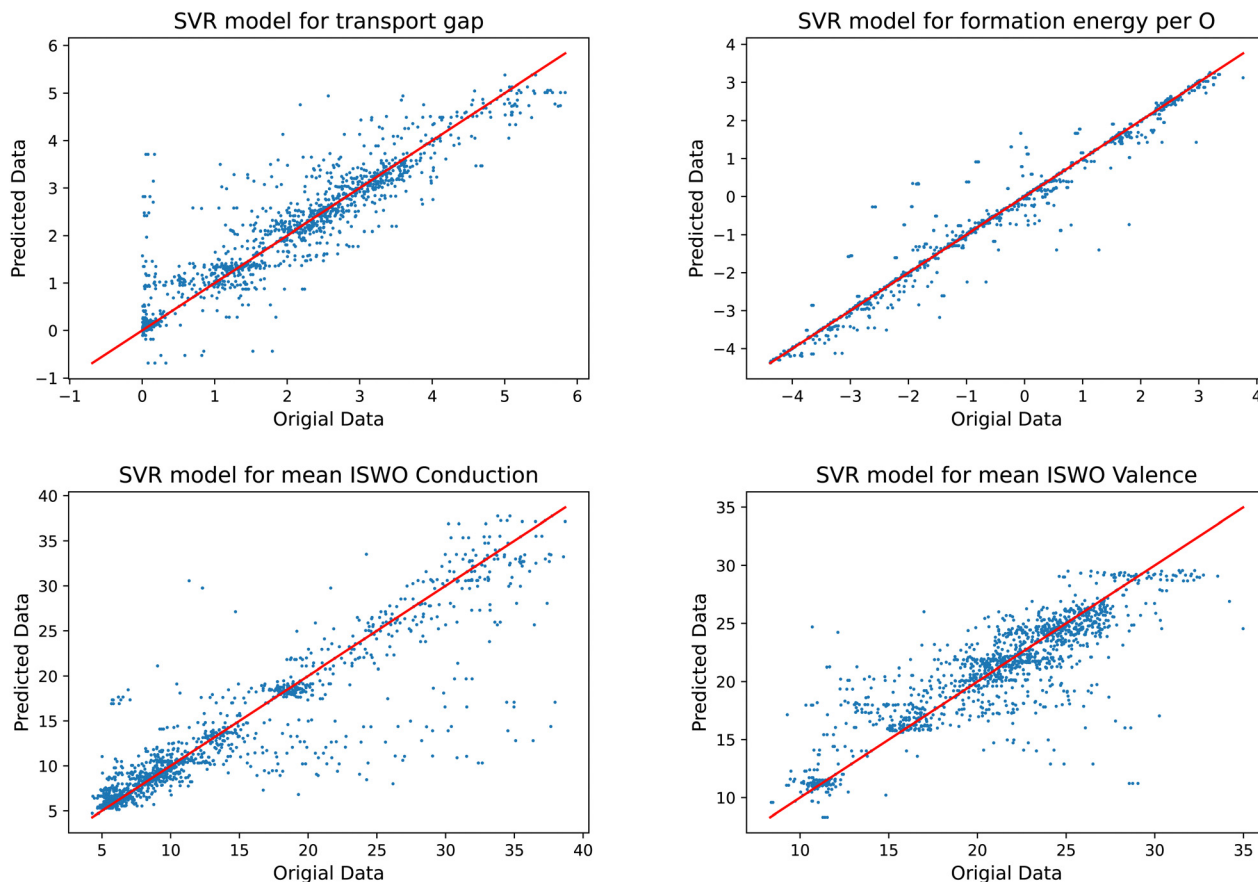 SVR model for transport gap
6
5
4
3
2
1
0
−1
Predicted Data
−1 0 1 2 3 4 5 6
Origial Data
SVR model for formation energy per O
4
3
2
1
0
−1
−2
−3
−4
Predicted Data
−4 −3 −2 −1 0 1 2 3 4
Origial Data
SVR model for mean ISWO Conduction
40
35
30
25
20
15
10
5
Predicted Data
5 10 15 20 25 30 35 40
Origial Data
SVR model for mean ISWO Valence
35
30
25
20
15
10
Predicted Data
10 15 20 25 30 35
Origial Data